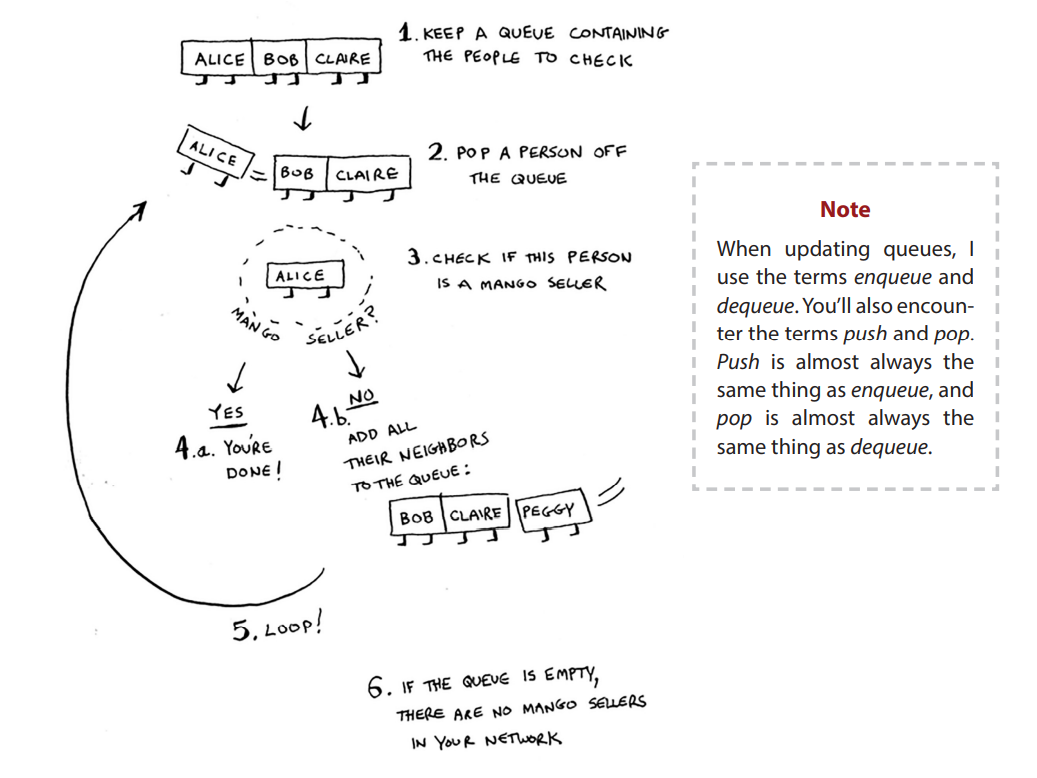 ALICE BOB CLAIRE
1. KEEP A QUEUE CONTAINING
THE PEOPLE TO CHECK
ALICE = BOB CLAIRE
2. POP A PERSON OFF
THE QUEUE
ALICE
MANGO SELLER?
3. CHECK IF THIS PERSON
IS A MANGO SELLER
YES
4.a. YOU'RE
DONE!
NO
4.b.
ADD ALL
THEIR NEIGHBORS
TO THE QUEUE:
BOB CLAIRE PEGGY
5. LOOP!
6. IF THE QUEUE IS EMPTY,
THERE ARE NO MANGO SELLERS
IN YOUR NETWORK
Note
When updating queues, I
use the terms enqueue and
dequeue. You'll also encoun-
ter the terms push and pop.
Push is almost always the
same thing as enqueue, and
pop is almost always the
same thing as dequeue.